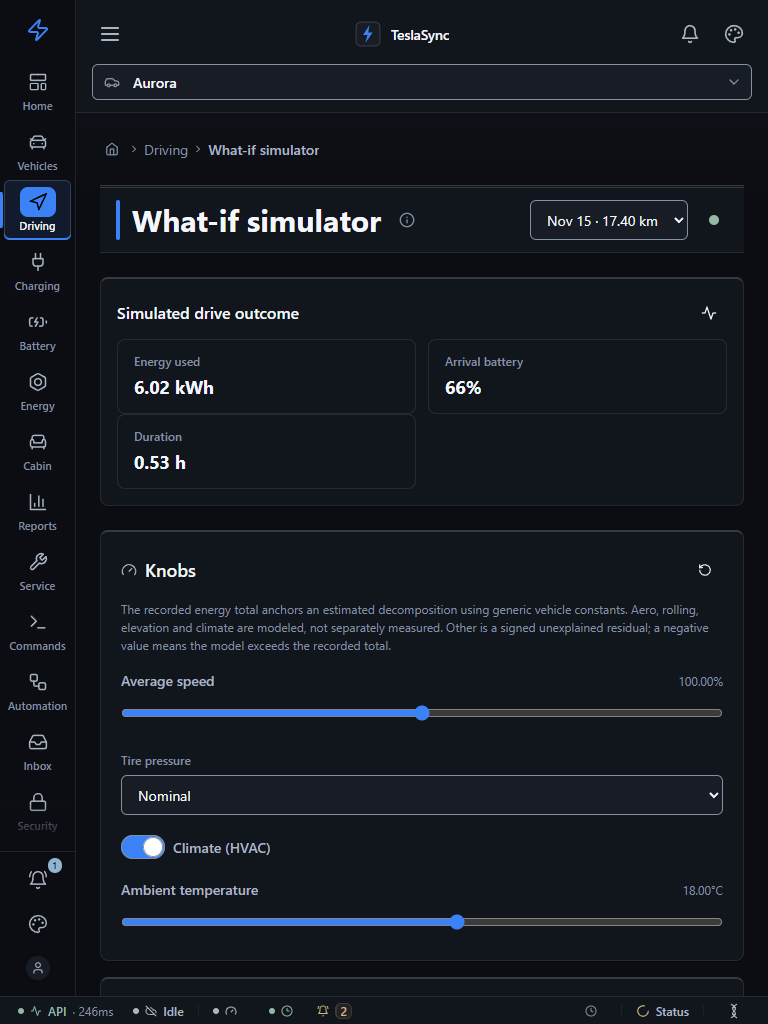 TeslaSync
Aurora
Home
Vehicles
Driving
Charging
Battery
Energy
Cabin
Reports
Service
Commands
Automation
Inbox
Security
1
Driving
What-if simulator
What-if simulator
Nov 15 · 17.40 km
Simulated drive outcome
Energy used
6.02 kWh
Arrival battery
66%
Duration
0.53 h
Knobs
The recorded energy total anchors an estimated decomposition using generic vehicle constants. Aero, rolling,
elevation and climate are modeled, not separately measured. Other is a signed unexplained residual; a negative
value means the model exceeds the recorded total.
Average speed
100.00%
Tire pressure
Nominal
Climate (HVAC)
Ambient temperature
18.00°C
API · 246ms
Idle
2
Status